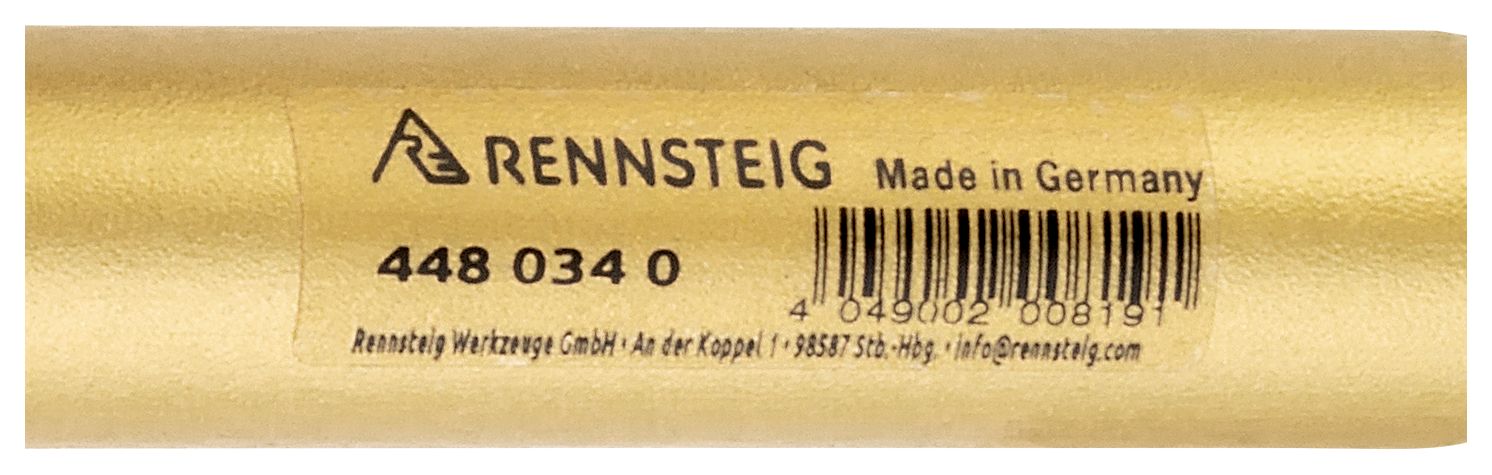 RENNSTEIG Made in Germany
448 034 0
4 049002 008191
Rennsteig Werkzeuge GmbH · An der Koppel 1 · 98587 Stb.-Hbg. · info@rennsteig.com